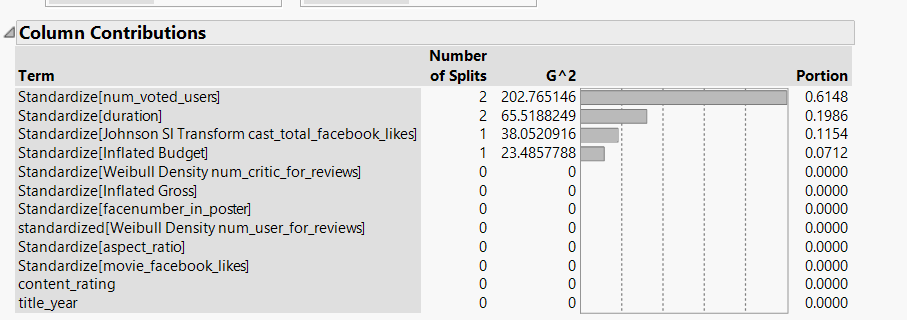 Column Contributions
Number
Term of Splits G^2 Portion
Standardize[num_voted_users] 2 202.765146 0.6148
Standardize[duration] 2 65.5188249 0.1986
Standardize[Johnson SI Transform cast_total_facebook_likes] 1 38.0520916 0.1154
Standardize[Inflated Budget] 1 23.4857788 0.0712
Standardize[Weibull Density num_critic_for_reviews] 0 0 0.0000
Standardize[Inflated Gross] 0 0 0.0000
Standardize[facenumber_in_poster] 0 0 0.0000
standardized[Weibull Density num_user_for_reviews] 0 0 0.0000
Standardize[aspect_ratio] 0 0 0.0000
Standardize[movie_facebook_likes] 0 0 0.0000
content_rating 0 0 0.0000
title_year 0 0 0.0000